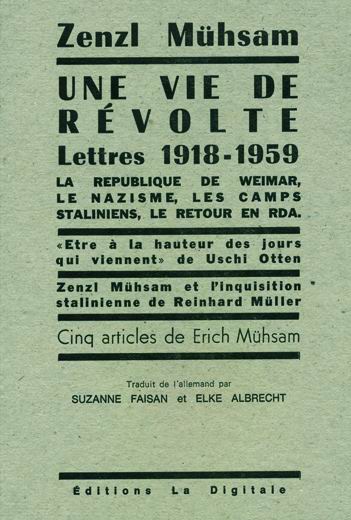 Zenzl Mühsam
UNE VIE DE
RÉVOLTE
Lettres 1918-1959
LA REPUBLIQUE DE WEIMAR,
LE NAZISME, LES CAMPS
STALINIENS, LE RETOUR EN RDA.
«Etre à la hauteur des jours
qui viennent» de Uschi Otten
Zenzl Mühsam et l'inquisition
stalinienne de Reinhard Müller
Cinq articles de Erich Mühsam
Traduit de l'allemand par
SUZANNE FAISAN et ELKE ALBRECHT
Éditions La Digitale